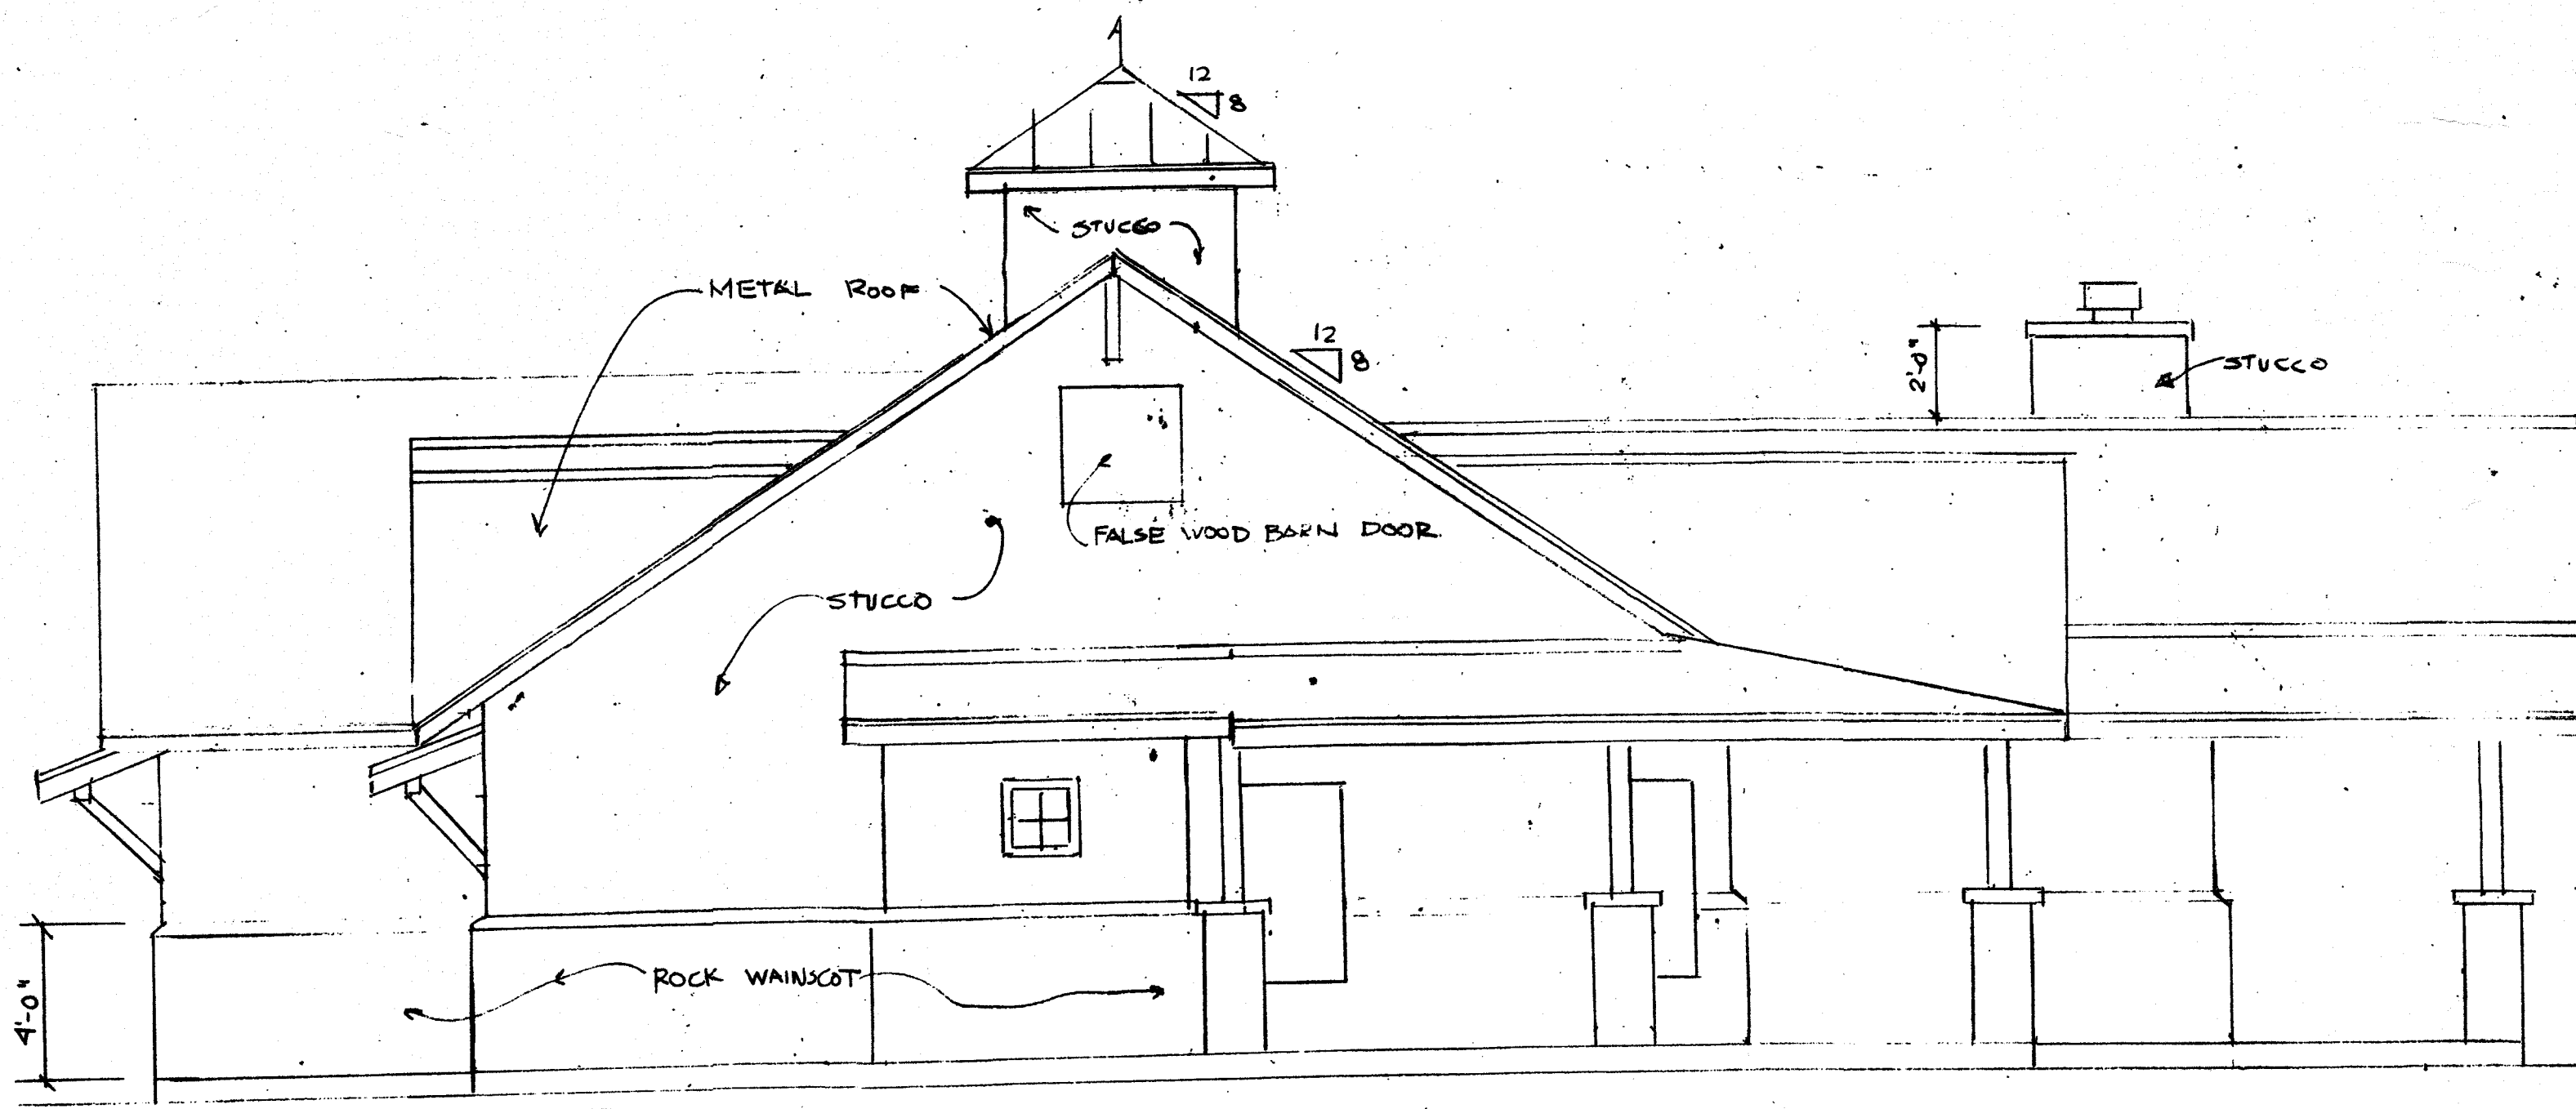 12
8
STUCCO
METAL ROOF
12
8
2'-0"
STUCCO
FALSE WOOD BARN DOOR
STUCCO
ROCK WAINSCOT
4'-0"